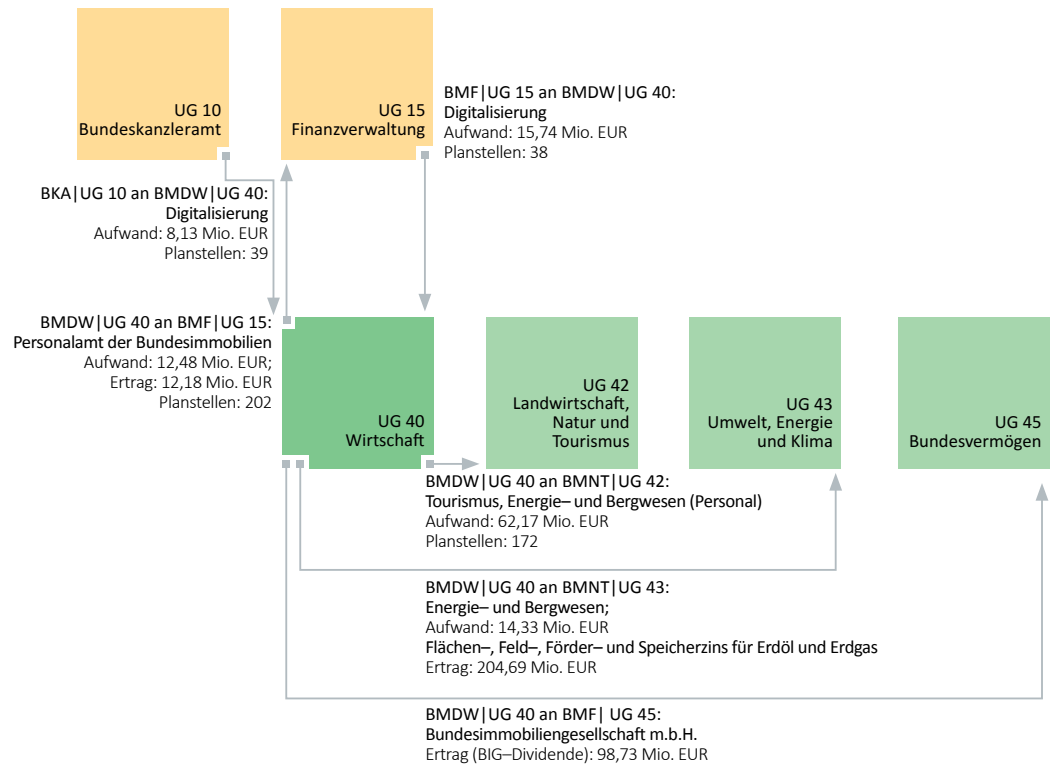 UG 10
Bundeskanzleramt
UG 15
Finanzverwaltung
BMF|UG 15 an BMDW|UG 40:
Digitalisierung
Aufwand: 15,74 Mio. EUR
Planstellen: 38
BKA|UG 10 an BMDW|UG 40:
Digitalisierung
Aufwand: 8,13 Mio. EUR
Planstellen: 39
BMDW|UG 40 an BMF|UG 15:
Personalamt der Bundesimmobilien
Aufwand: 12,48 Mio. EUR;
Ertrag: 12,18 Mio. EUR
Planstellen: 202
UG 40
Wirtschaft
UG 42
Landwirtschaft,
Natur und
Tourismus
UG 43
Umwelt, Energie
und Klima
UG 45
Bundesvermögen
BMDW|UG 40 an BMNT|UG 42:
Tourismus, Energie– und Bergwesen (Personal)
Aufwand: 62,17 Mio. EUR
Planstellen: 172
BMDW|UG 40 an BMNT|UG 43:
Energie– und Bergwesen;
Aufwand: 14,33 Mio. EUR
Flächen–, Feld–, Förder– und Speicherzins für Erdöl und Erdgas
Ertrag: 204,69 Mio. EUR
BMDW|UG 40 an BMF| UG 45:
Bundesimmobiliengesellschaft m.b.H.
Ertrag (BIG–Dividende): 98,73 Mio. EUR